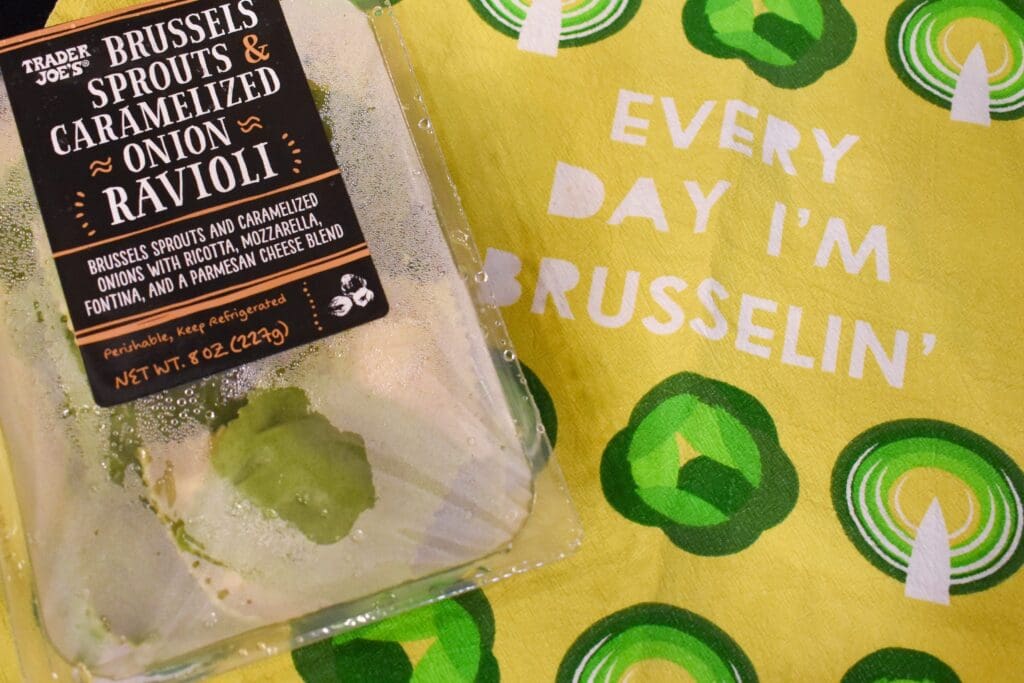 TRADER JOE'S®
BRUSSELS
SPROUTS &
CARAMELIZED
ONION
RAVIOLI
BRUSSELS SPROUTS AND CARAMELIZED
ONIONS WITH RICOTTA, MOZZARELLA,
FONTINA, AND A PARMESAN CHEESE BLEND
Perishable, Keep Refrigerated
NET WT. 8 OZ (227g)
EVERY
DAY I'M
BRUSSELIN'